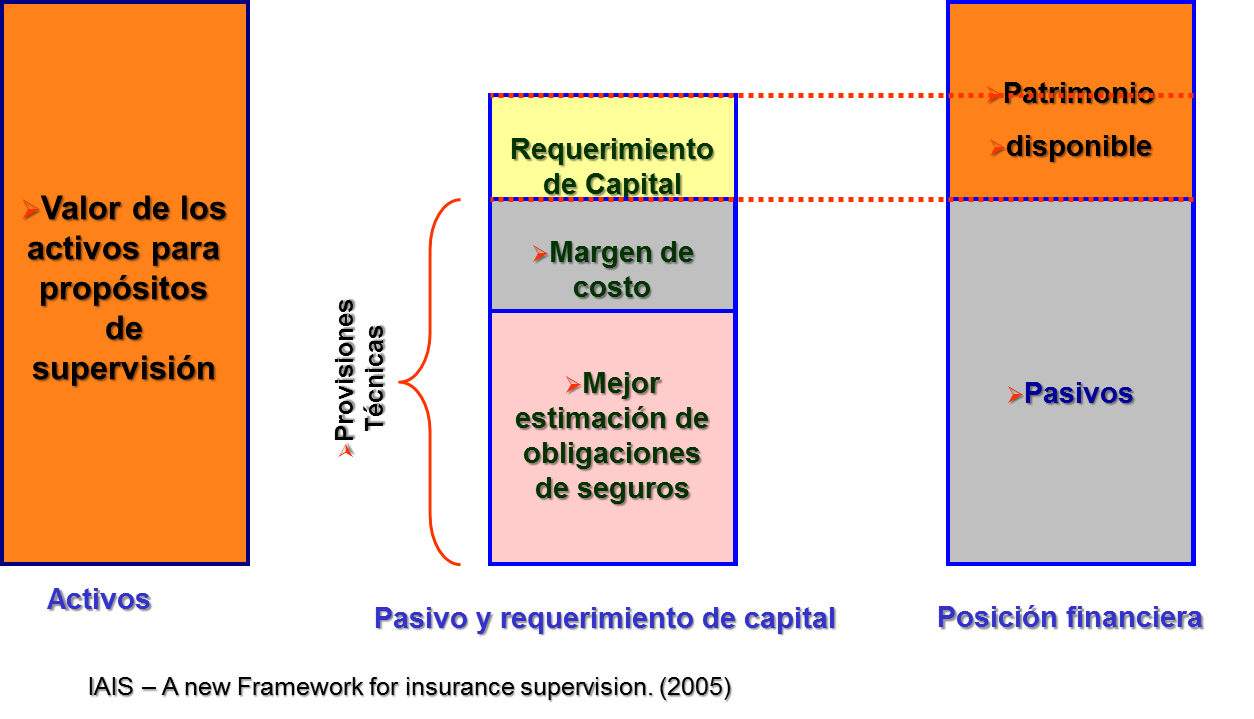 Valor de los
activos para
propósitos
de
supervisión
Activos
Provisiones
Técnicas
Requerimiento
de Capital
Margen de
costo
Mejor
estimación de
obligaciones
de seguros
Pasivo y requerimiento de capital
Patrimonio
disponible
Pasivos
Posición financiera
IAIS – A new Framework for insurance supervision. (2005)